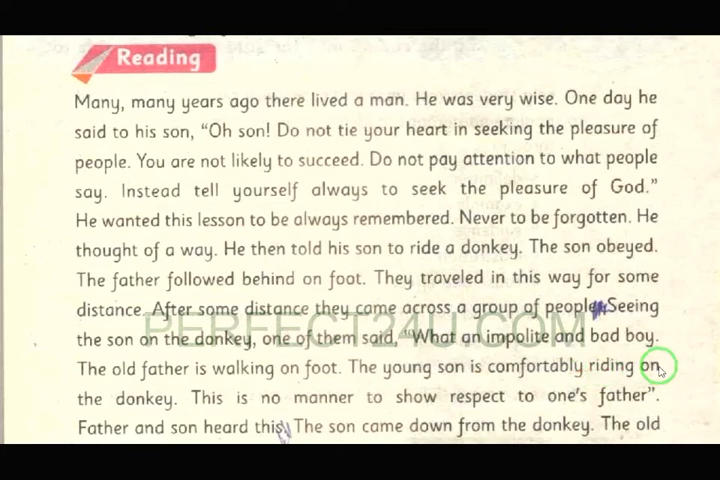 Reading
Many, many years ago there lived a man. He was very wise. One day he
said to his son, "Oh son! Do not tie your heart in seeking the pleasure of
people. You are not likely to succeed. Do not pay attention to what people
say. Instead tell yourself always to seek the pleasure of God."
He wanted this lesson to be always remembered. Never to be forgotten. He
thought of a way. He then told his son to ride a donkey. The son obeyed.
The father followed behind on foot. They traveled in this way for some
distance. After some distance they came across a group of people. Seeing
PERFECT24U.COM
the son on the donkey, one of them said, "What an impolite and bad boy.
The old father is walking on foot. The young son is comfortably riding on
the donkey. This is no manner to show respect to one's father".
Father and son heard this. The son came down from the donkey. The old